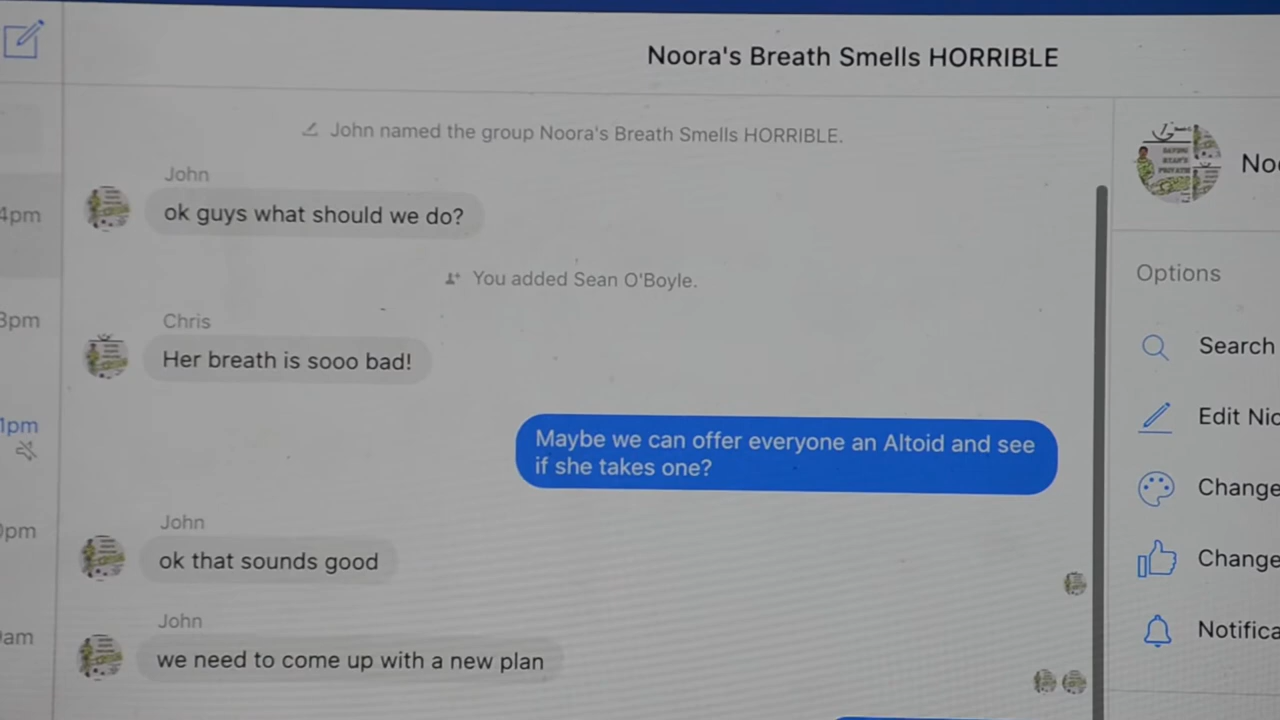 Noora's Breath Smells HORRIBLE
John named the group Noora's Breath Smells HORRIBLE.
John
ok guys what should we do?
You added Sean O'Boyle.
Chris
Her breath is sooo bad!
Maybe we can offer everyone an Altoid and see
if she takes one?
John
ok that sounds good
John
we need to come up with a new plan
4pm
3pm
1pm
0pm
am
Noo
Options
Search
Edit Nic
Change
Change
Notifica